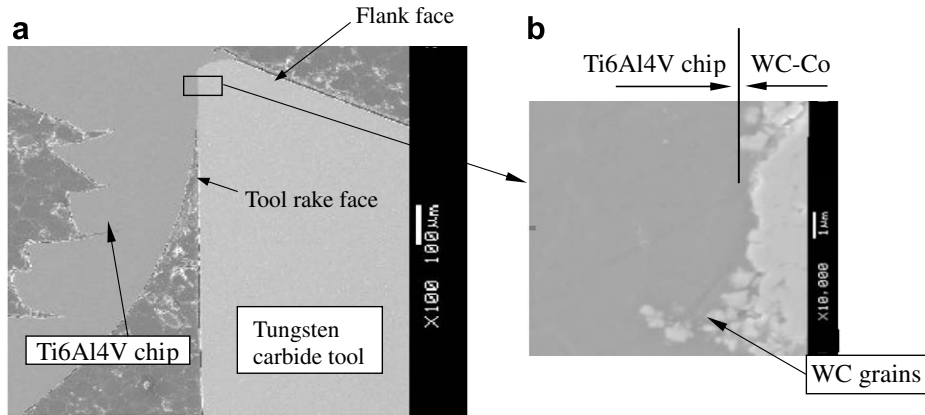 a
Flank face
Tool rake face
Ti6Al4V chip
Tungsten
carbide tool
X100 100µm
b
Ti6Al4V chip
WC-Co
X10,000 1µm
WC grains